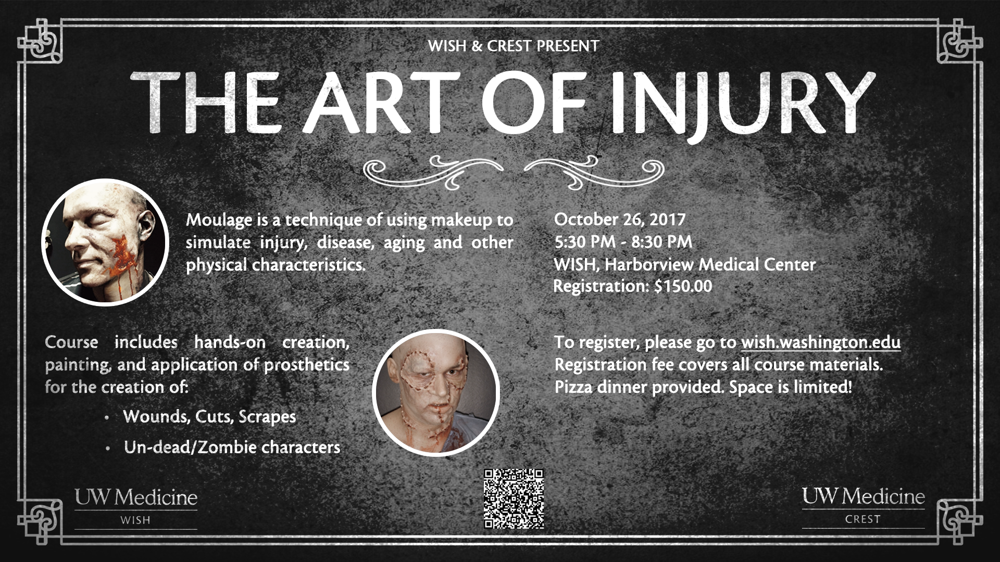 WISH & CREST PRESENT
THE ART OF INJURY
Moulage is a technique of using makeup to
simulate injury, disease, aging and other
physical characteristics.
October 26, 2017
5:30 PM - 8:30 PM
WISH, Harborview Medical Center
Registration: $150.00
Course includes hands-on creation,
painting, and application of prosthetics
for the creation of:
• Wounds, Cuts, Scrapes
• Un-dead/Zombie characters
To register, please go to wish.washington.edu
Registration fee covers all course materials.
Pizza dinner provided. Space is limited!
UW Medicine
WISH
UW Medicine
CREST